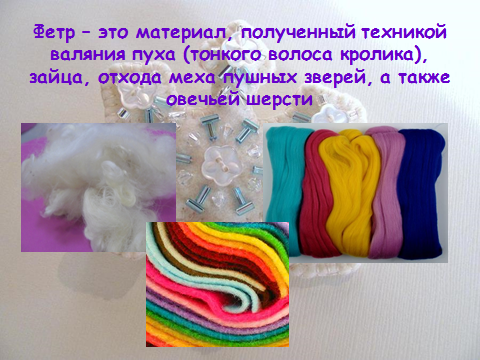 Фетр – это материал, полученный техникой
валяния пуха (тонкого волоса кролика),
зайца, отхода меха пушных зверей, а также
овечьей шерсти